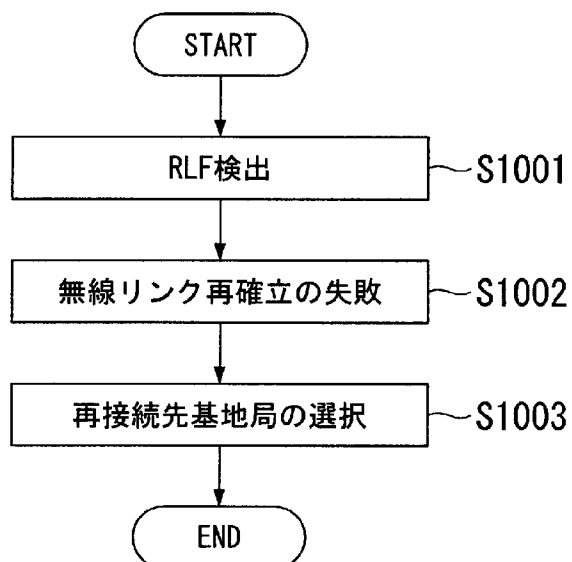 START
RLF検出
S1001
無線リンク再確立の失敗
S1002
再接続先基地局の選択
S1003
END